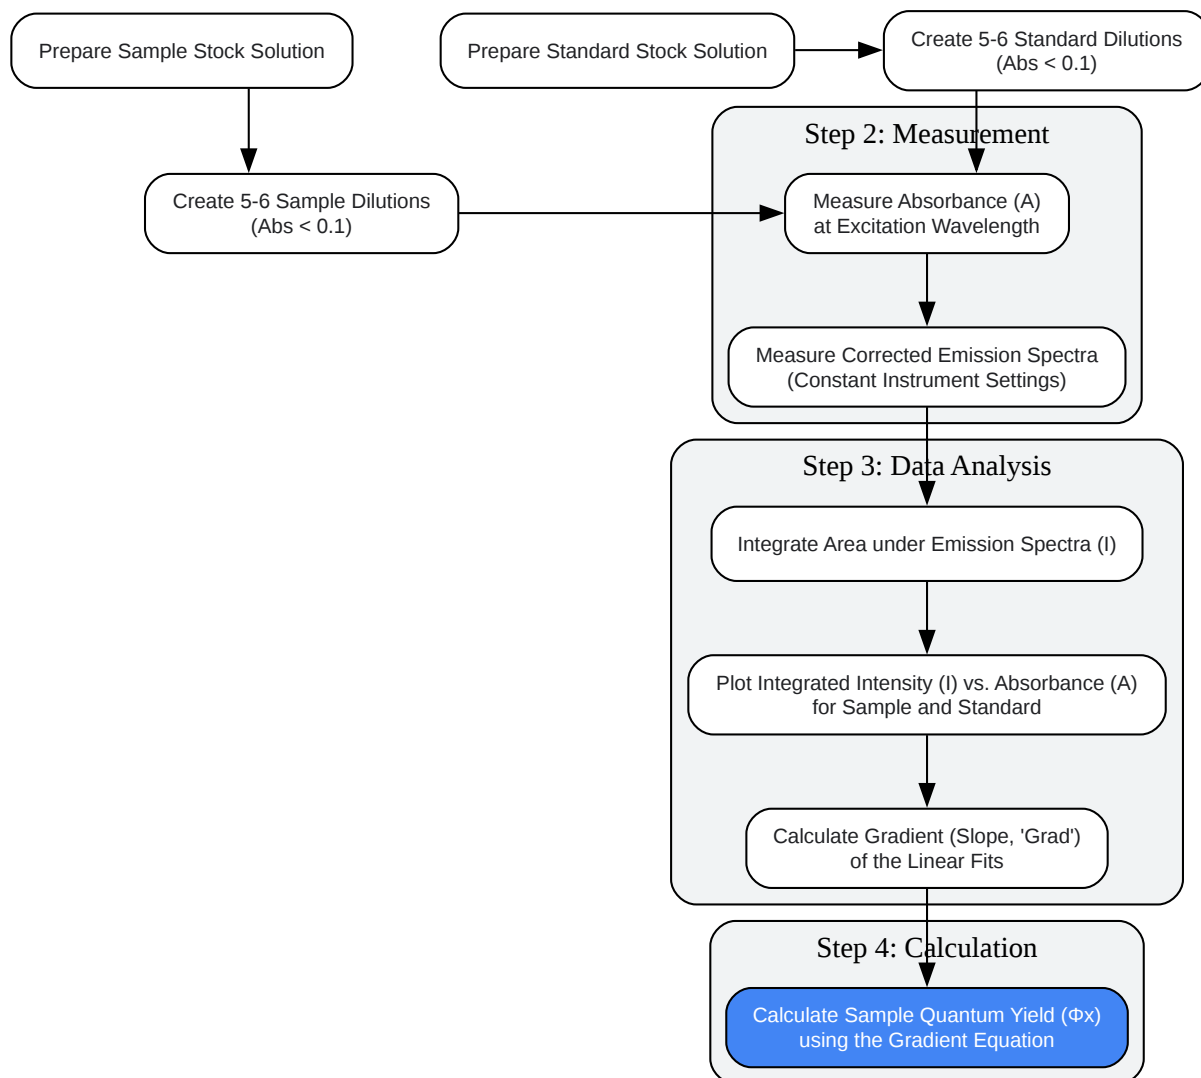 Prepare Sample Stock Solution
Prepare Standard Stock Solution
Create 5-6 Standard Dilutions
(Abs < 0.1)
Step 2: Measurement
Create 5-6 Sample Dilutions
(Abs < 0.1)
Measure Absorbance (A)
at Excitation Wavelength
Measure Corrected Emission Spectra
(Constant Instrument Settings)
Step 3: Data Analysis
Integrate Area under Emission Spectra (I)
Plot Integrated Intensity (I) vs. Absorbance (A)
for Sample and Standard
Calculate Gradient (Slope, 'Grad')
of the Linear Fits
Step 4: Calculation
Calculate Sample Quantum Yield (Φx)
using the Gradient Equation